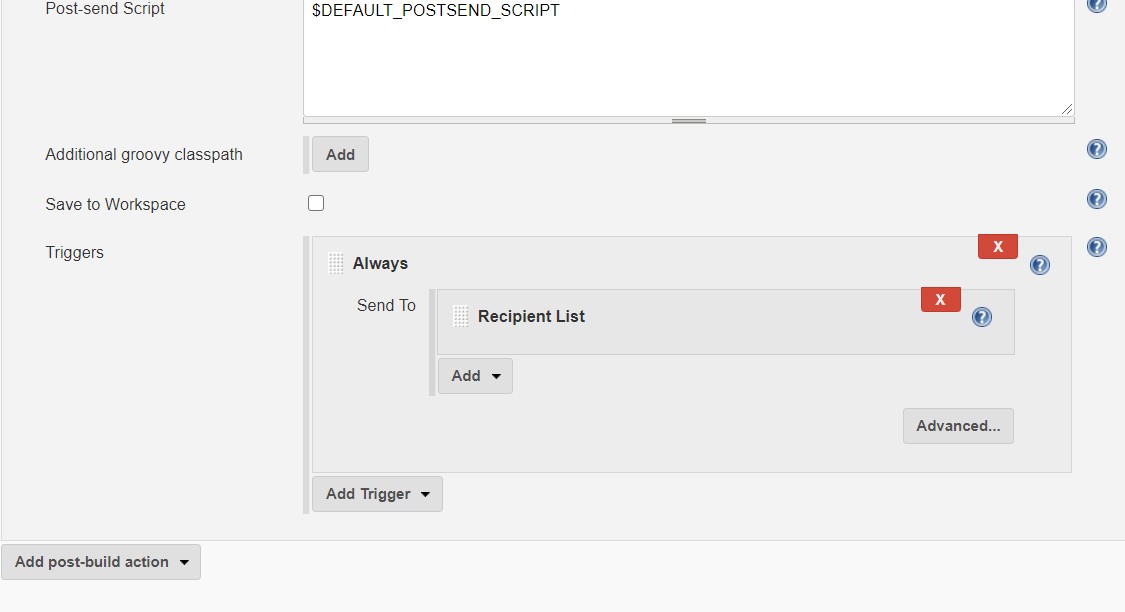 Post-send Script
$DEFAULT_POSTSEND_SCRIPT
Additional groovy classpath
Add
Save to Workspace
Triggers
X
Always
Send To
X
Recipient List
Add
Advanced...
Add Trigger
Add post-build action